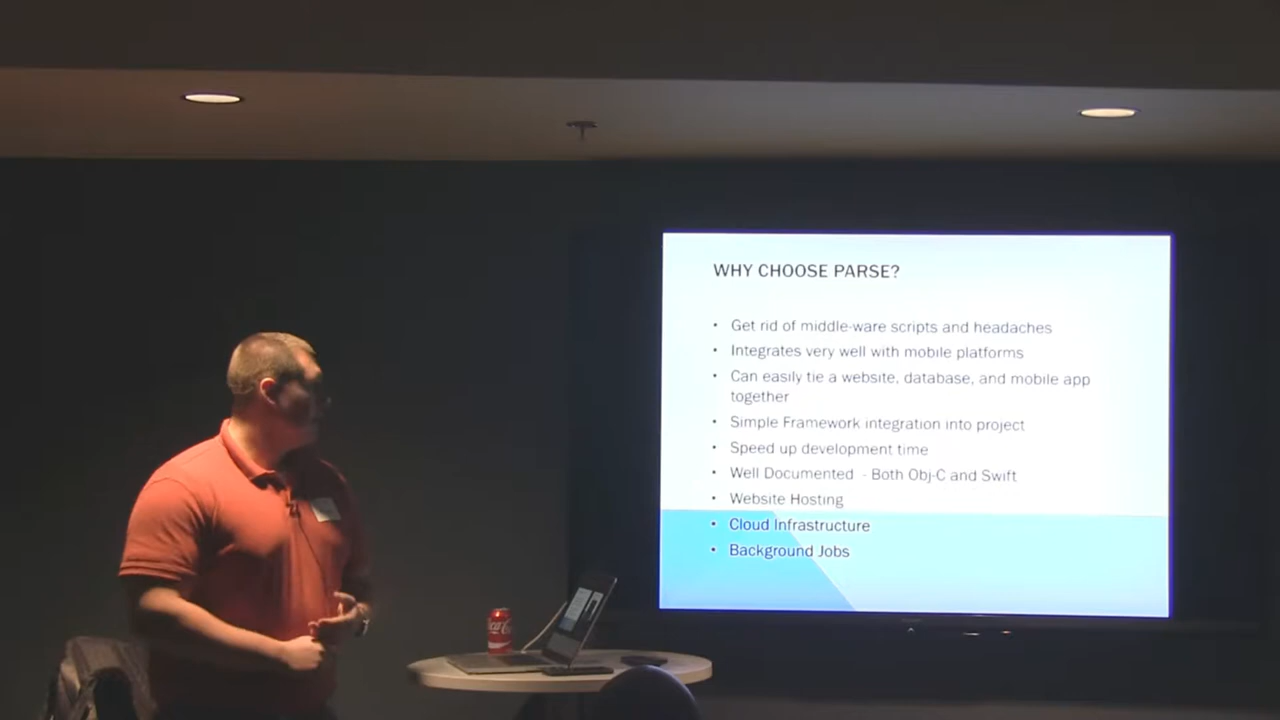 WHY CHOOSE PARSE?
• Get rid of middle-ware scripts and headaches
• Integrates very well with mobile platforms
• Can easily tie a website, database, and mobile app
together
• Simple Framework integration into project
• Speed up development time
• Well Documented - Both Obj-C and Swift
• Website Hosting
• Cloud Infrastructure
• Background Jobs